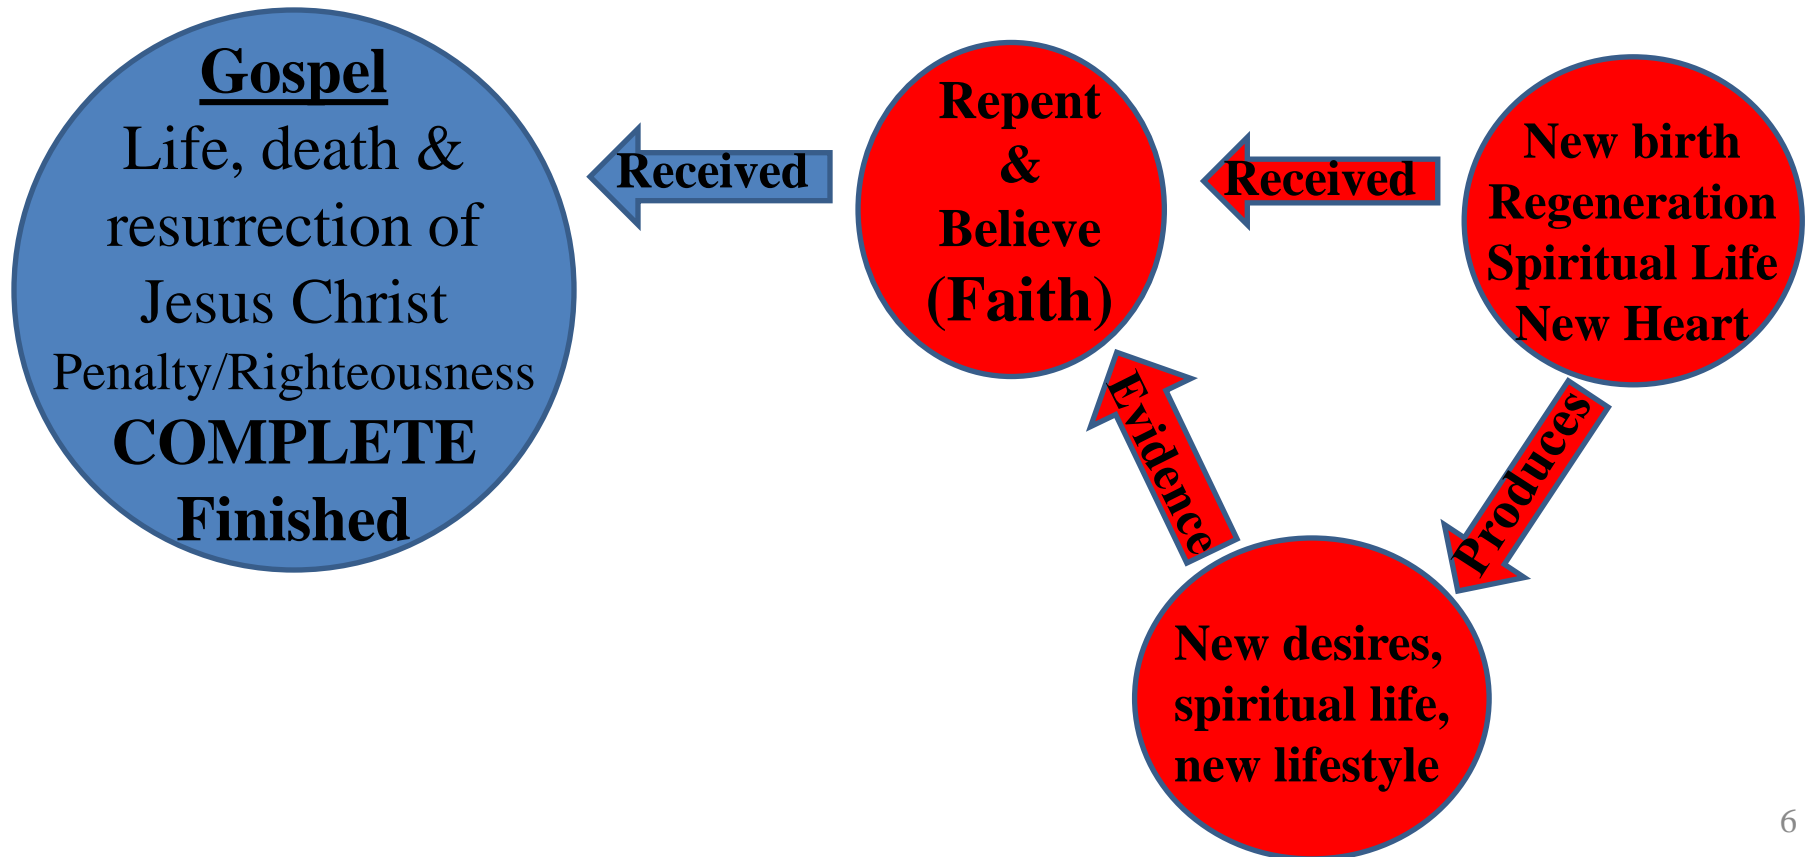 Gospel
Life, death &
resurrection of
Jesus Christ
Penalty/Righteousness
COMPLETE
Finished
Received
Repent
&
Believe
(Faith)
Received
New birth
Regeneration
Spiritual Life
New Heart
Evidence
Produces
New desires,
spiritual life,
new lifestyle
6